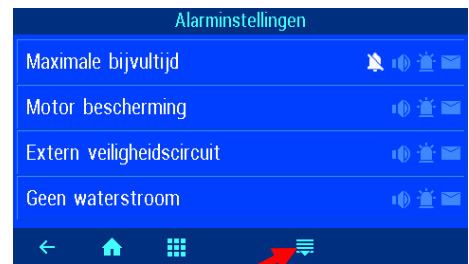 Alarminstellingen
Maximale bijvultijd
Motor bescherming
Extern veiligheidscircuit
Geen waterstroom